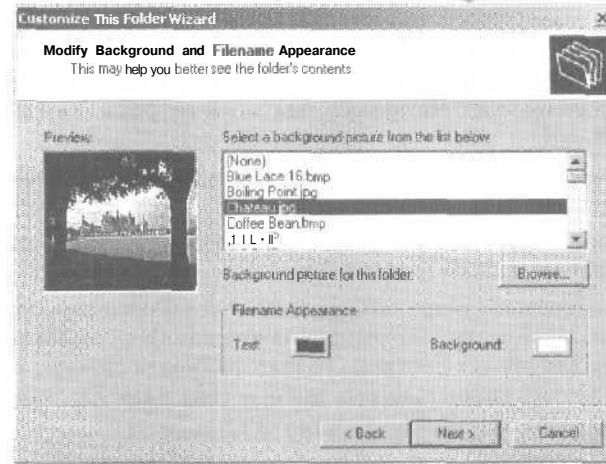 Customize This Folder Wizard
Modify Background and Filename Appearance
This may help you better see the folder's contents
Preview:
Select a background picture from the list below:
(None)
Blue Lace 16.bmp
Boiling Point.jpg
Chateau.jpg
Coffee Bean.bmp
Background picture for this folder:
Browse...
Filename Appearance
Text:
Background:
< Back
Next >
Cancel